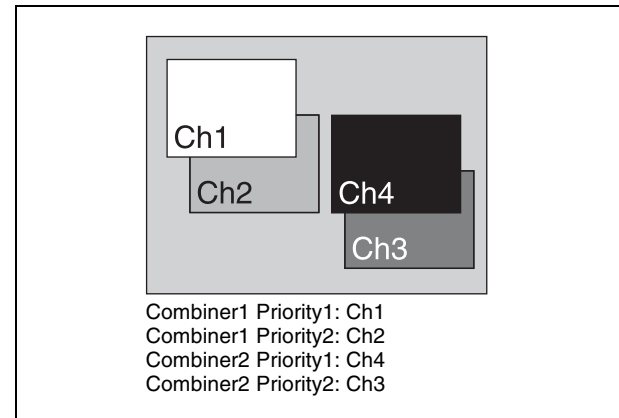 Ch1
Ch2
Ch4
Ch3
Combiner1 Priority1: Ch1
Combiner1 Priority2: Ch2
Combiner2 Priority1: Ch4
Combiner2 Priority2: Ch3